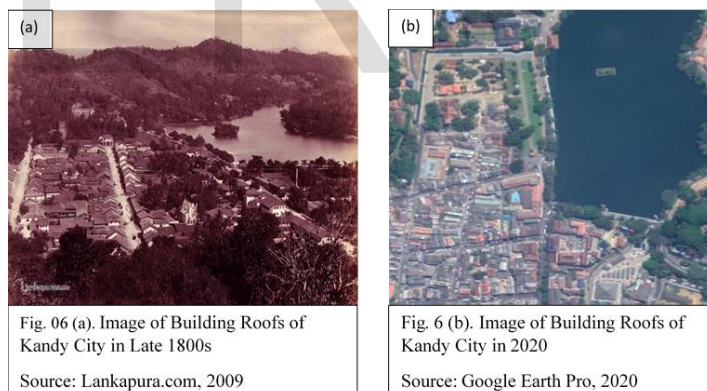 (a)
Fig. 06 (a). Image of Building Roofs of
Kandy City in Late 1800s
Source: Lankapura.com, 2009
(b)
Fig. 6 (b). Image of Building Roofs of
Kandy City in 2020
Source: Google Earth Pro, 2020